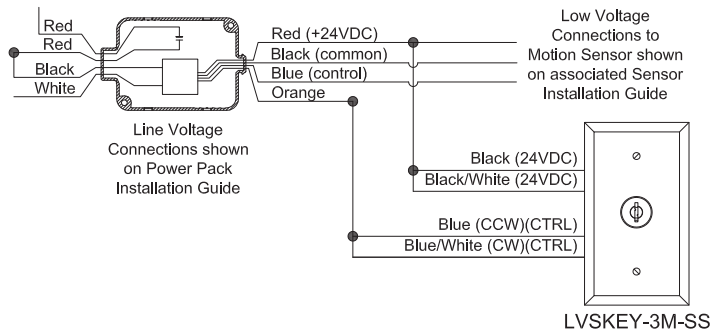 Red
Red
Black
White
Line Voltage
Connections shown
on Power Pack
Installation Guide
Red (+24VDC)
Black (common)
Blue (control)
Orange
Low Voltage
Connections to
Motion Sensor shown
on associated Sensor
Installation Guide
Black (24VDC)
Black/White (24VDC)
Blue (CCW)(CTRL)
Blue/White (CW)(CTRL)
LVSKEY-3M-SS